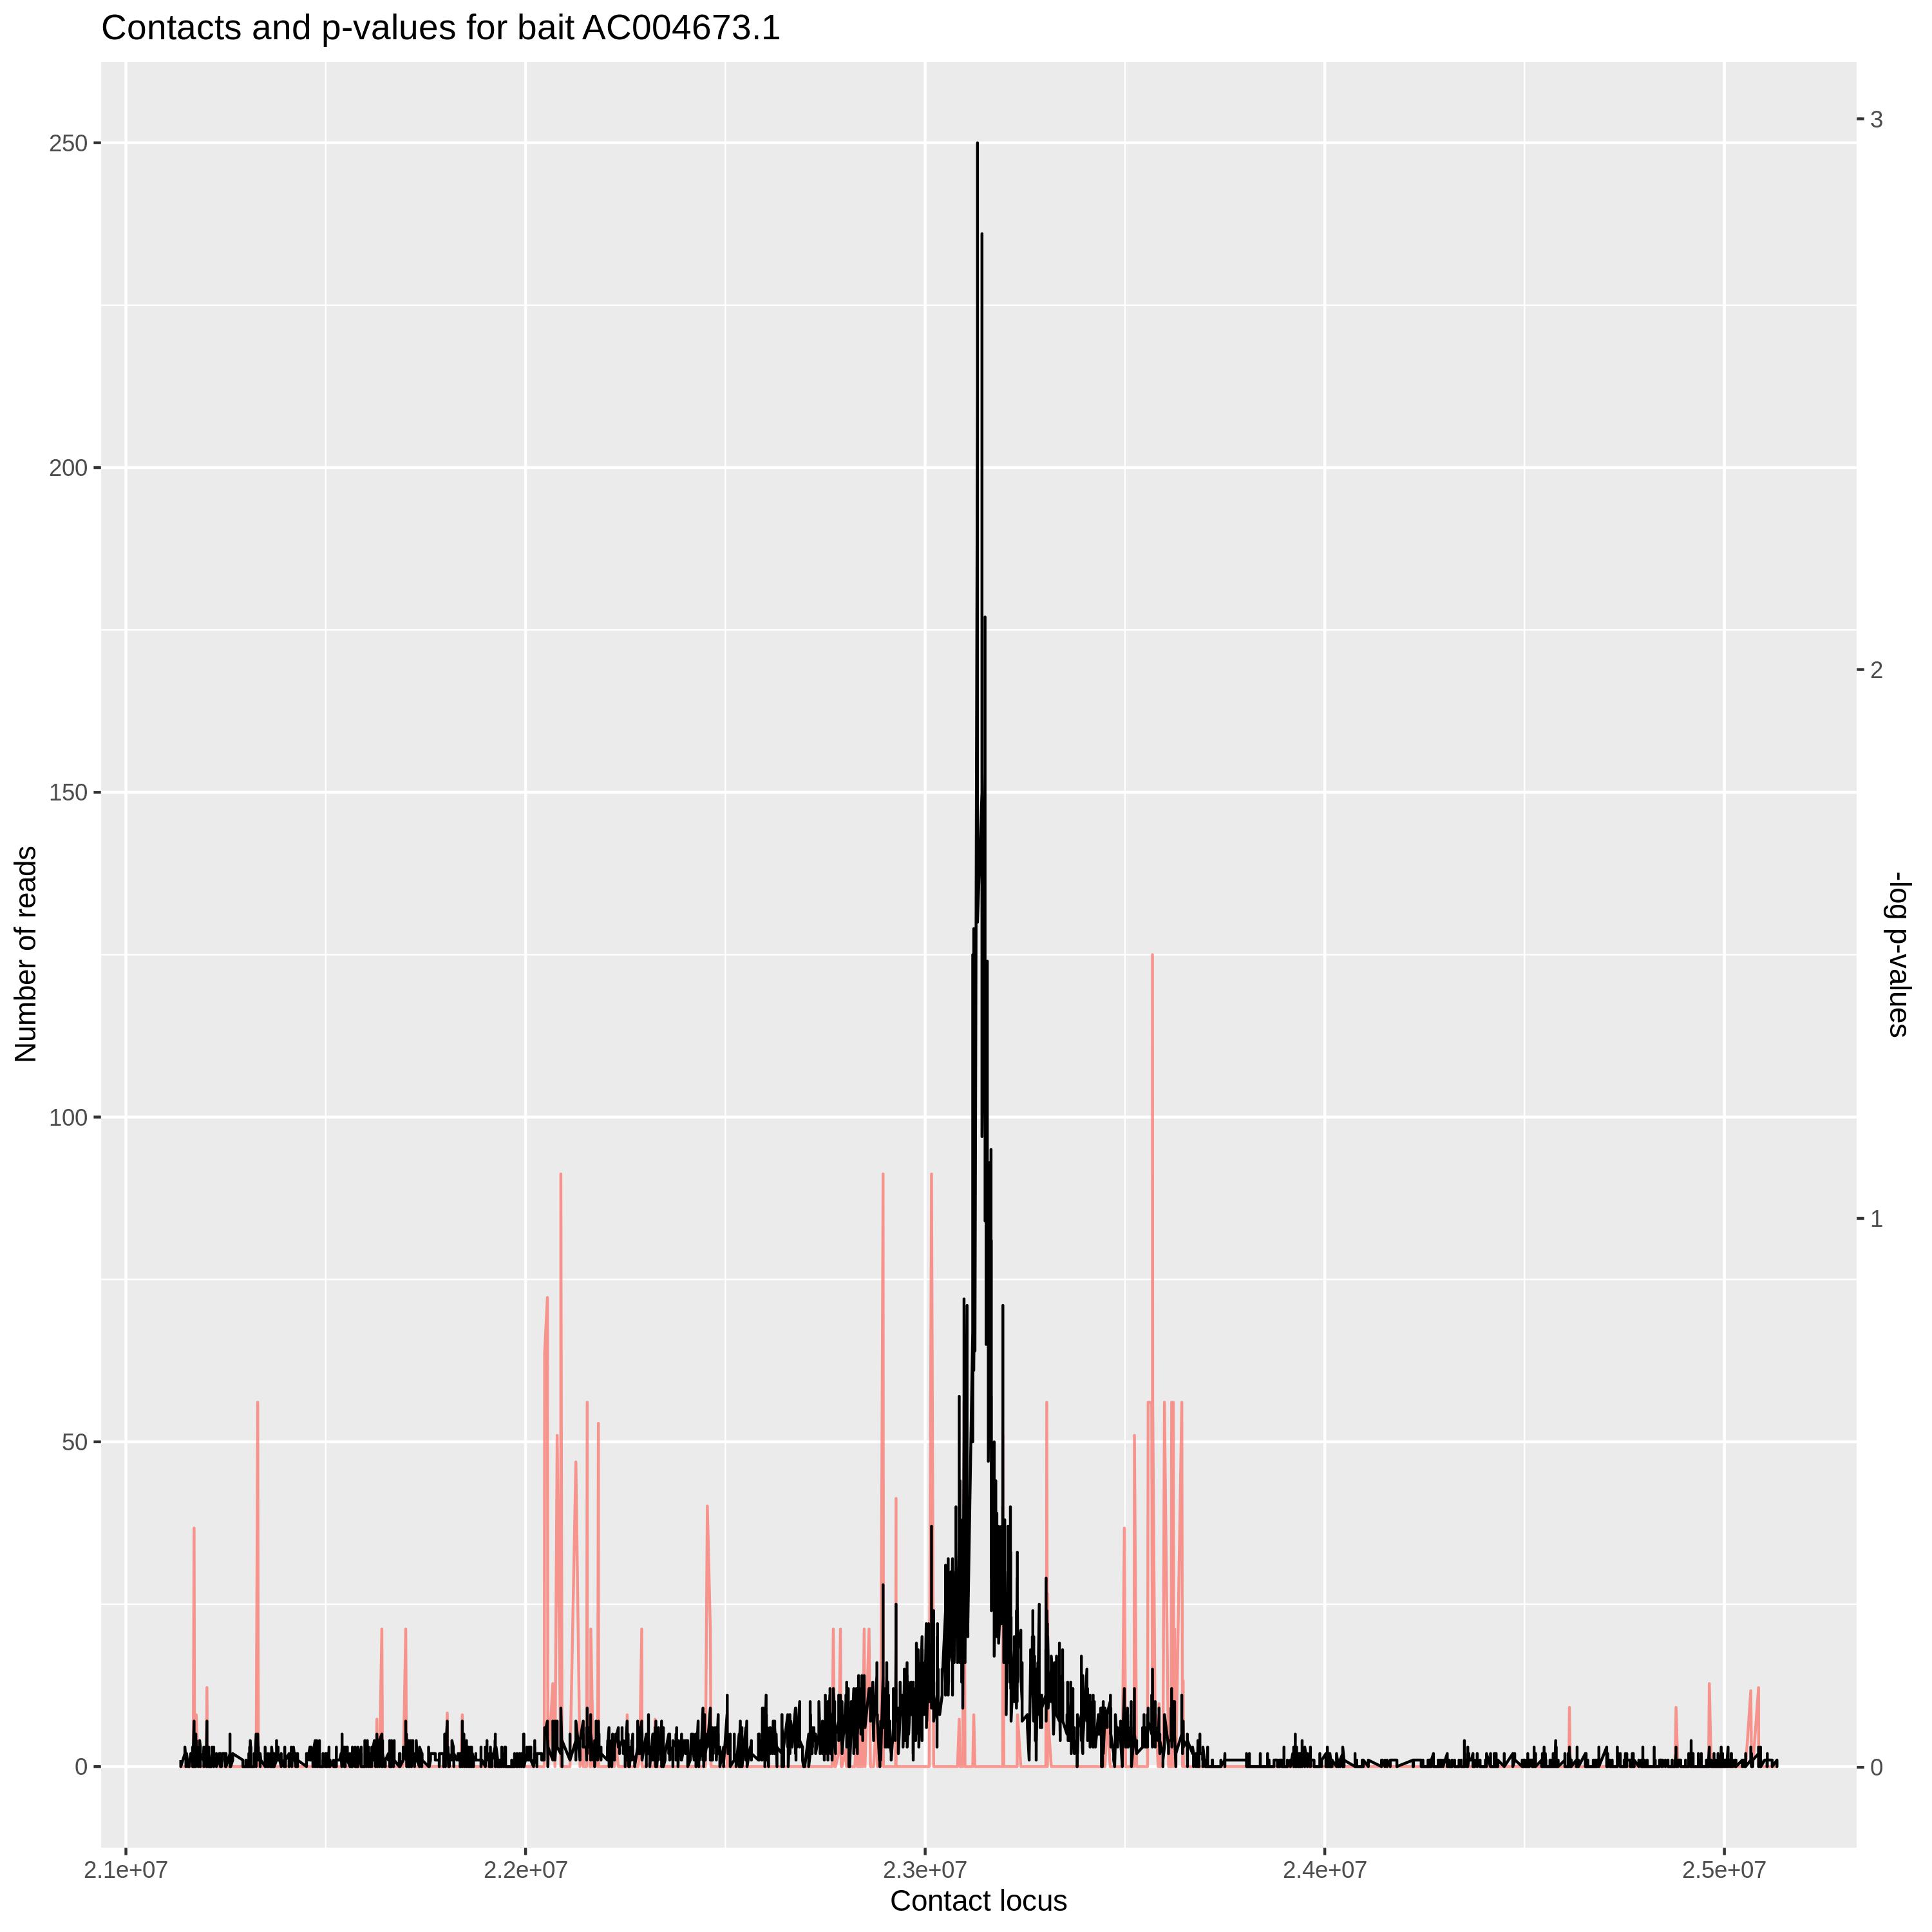 Contacts and p-values for bait AC004673.1
250
200
150
100
50
0
Number of reads
3
2
1
0
-log p-values
2.1e+07 2.2e+07 2.3e+07 2.4e+07 2.5e+07
Contact locus